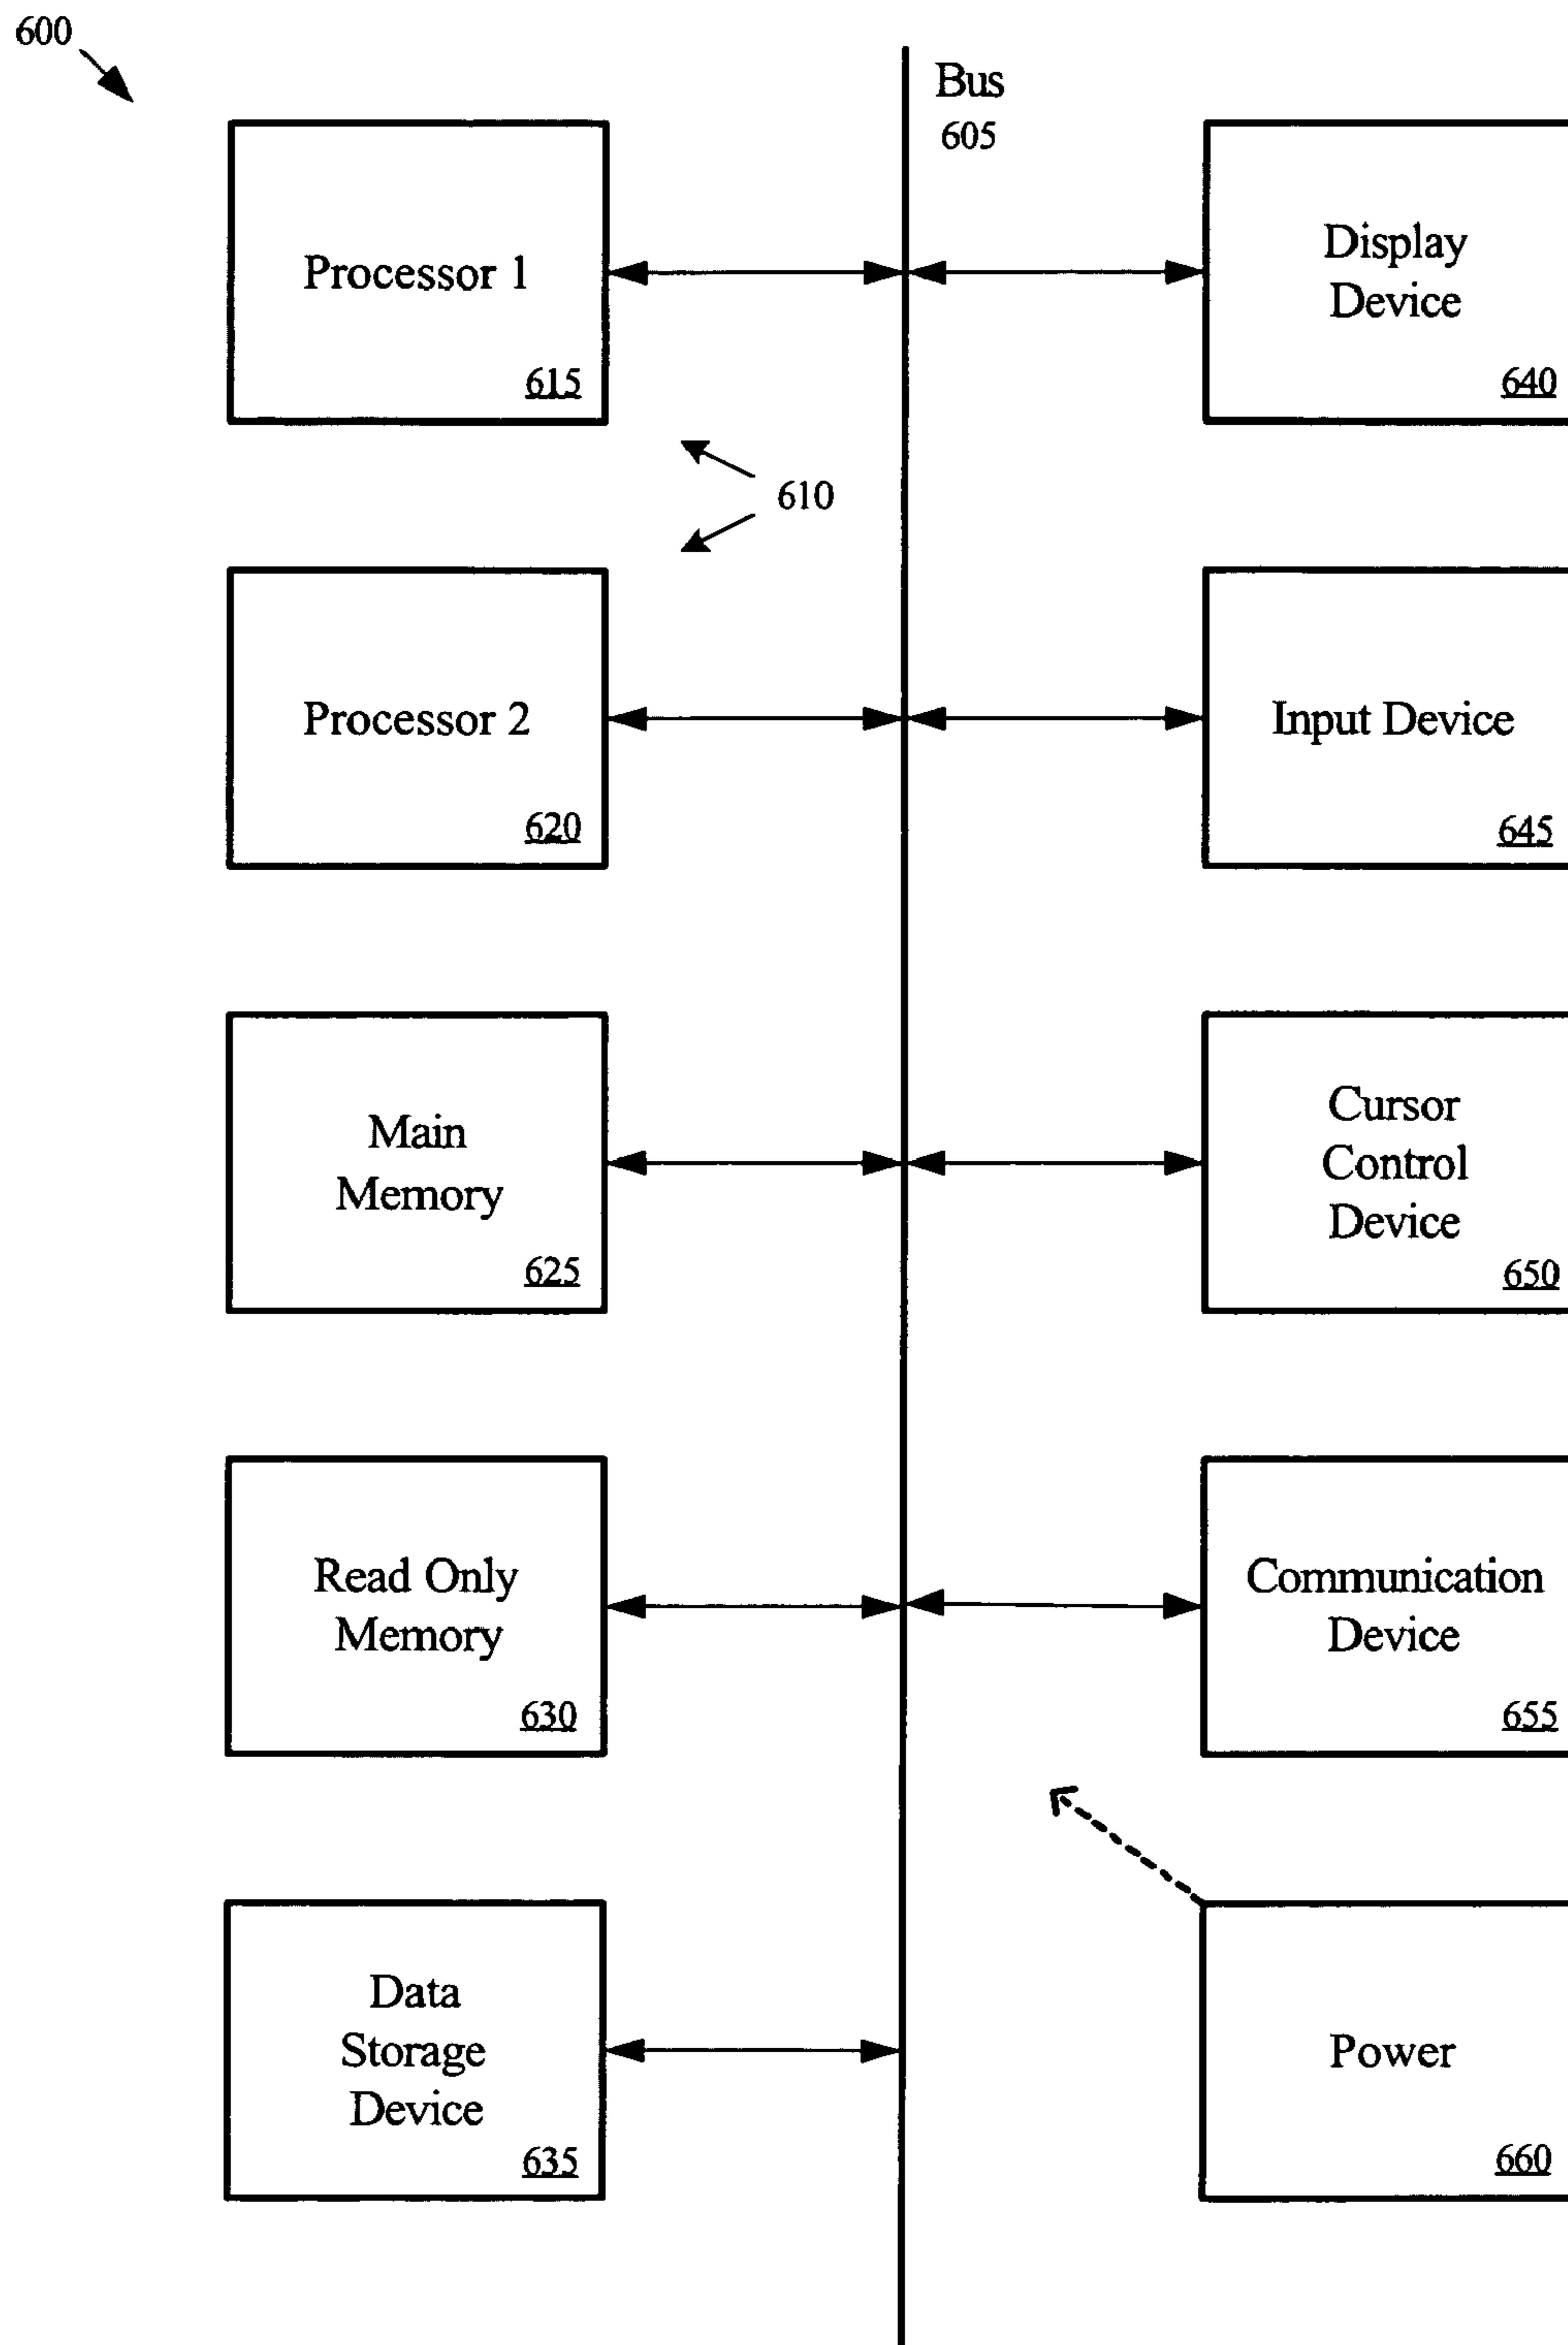 600
Bus
605
Processor 1
615
Display
Device
640
610
Processor 2
620
Input Device
645
Main
Memory
625
Cursor
Control
Device
650
Read Only
Memory
630
Communication
Device
655
Data
Storage
Device
635
Power
660